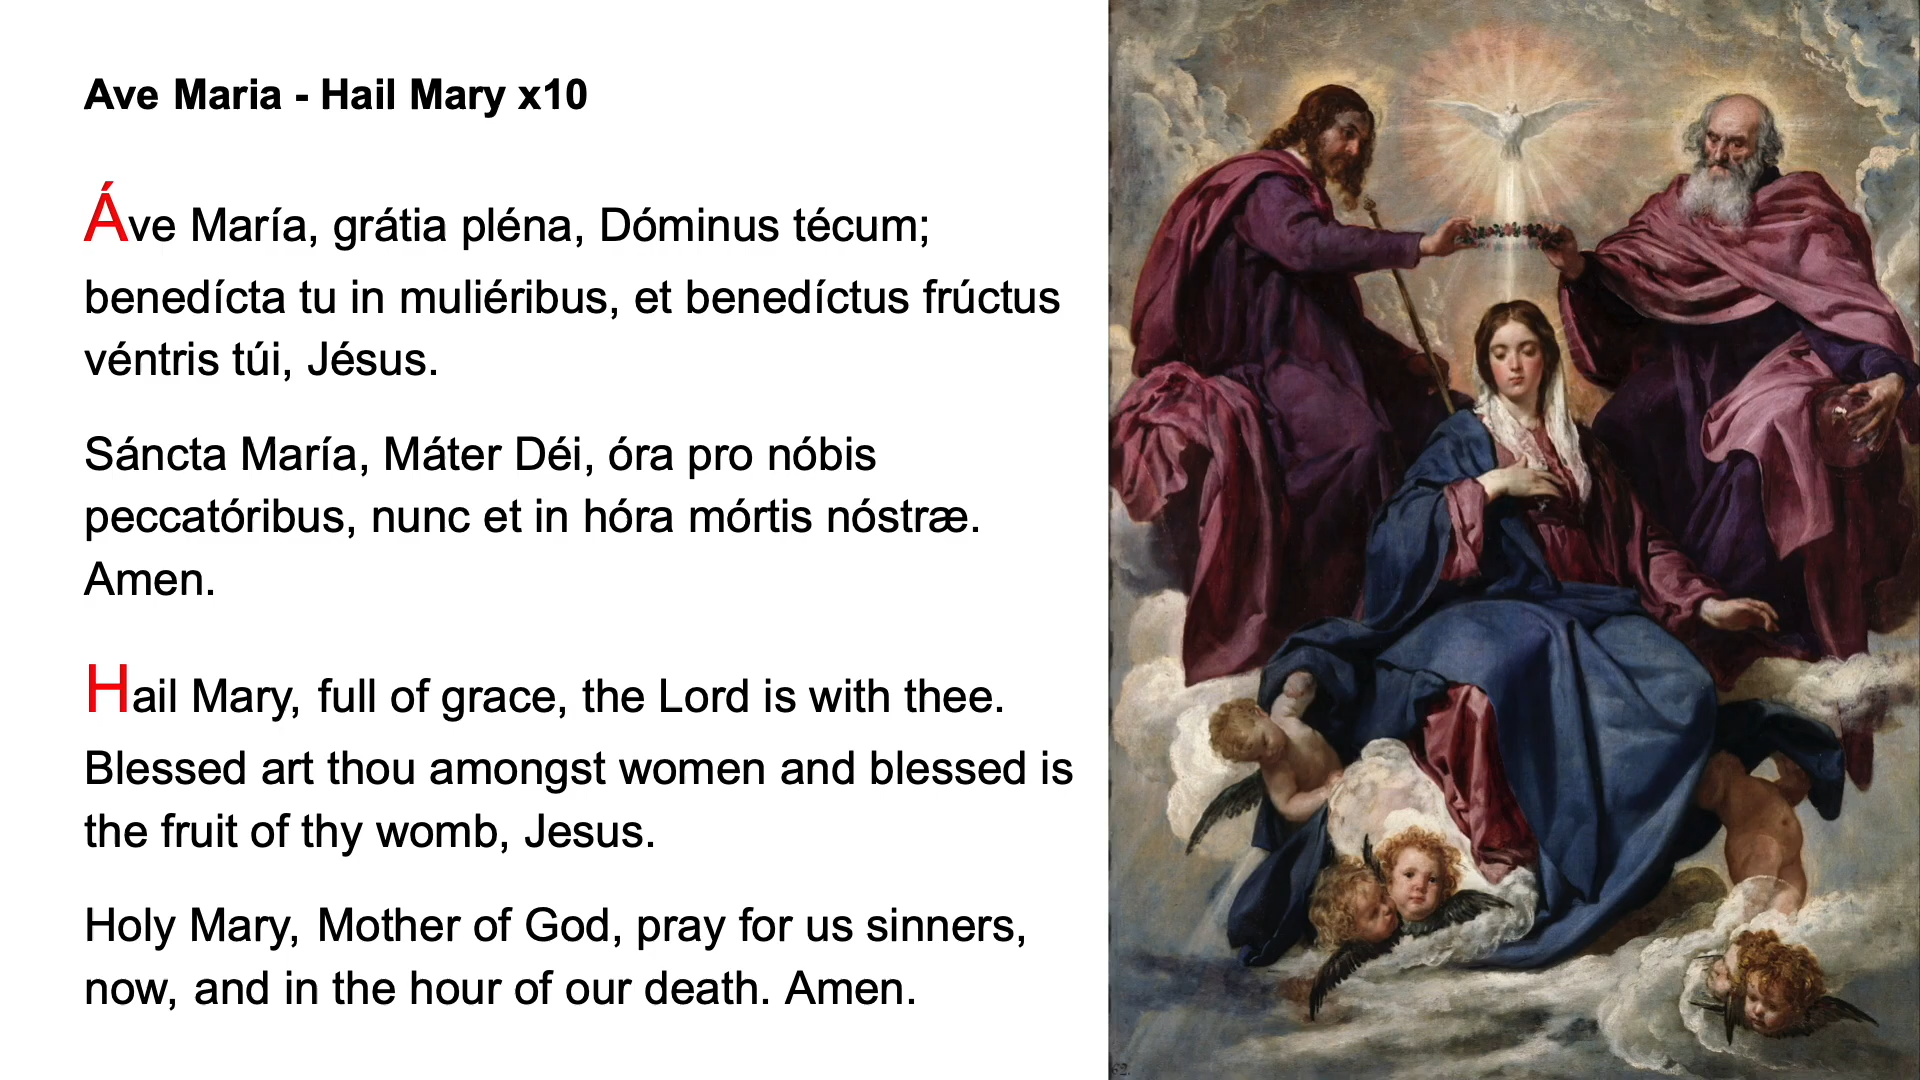 Ave Maria - Hail Mary x10
Áve María, grátia pléna, Dóminus técum;
benedícta tu in muliéribus, et benedíctus frúctus
véntris túi, Jésus.
Sáncta María, Máter Déi, óra pro nóbis
peccatóribus, nunc et in hóra mórtis nóstræ.
Amen.
Hail Mary, full of grace, the Lord is with thee.
Blessed art thou amongst women and blessed is
the fruit of thy womb, Jesus.
Holy Mary, Mother of God, pray for us sinners,
now, and in the hour of our death. Amen.
62.